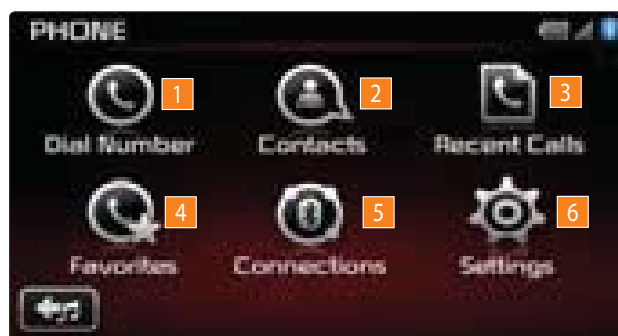 PHONE
1 2 3
Dial Number Contacts Recent Calls
4 5 6
Favorites Connections Settings